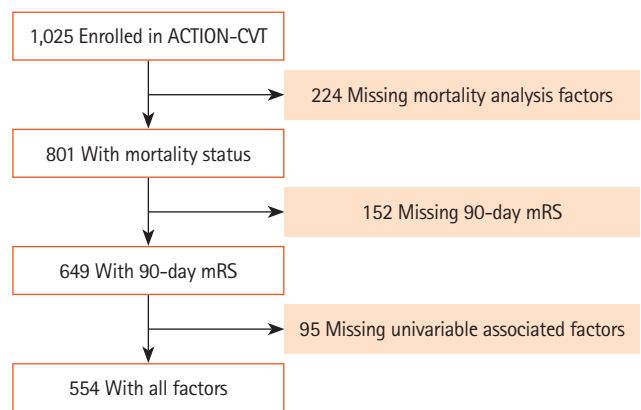 1,025 Enrolled in ACTION-CVT
224 Missing mortality analysis factors
801 With mortality status
152 Missing 90-day mRS
649 With 90-day mRS
95 Missing univariable associated factors
554 With all factors